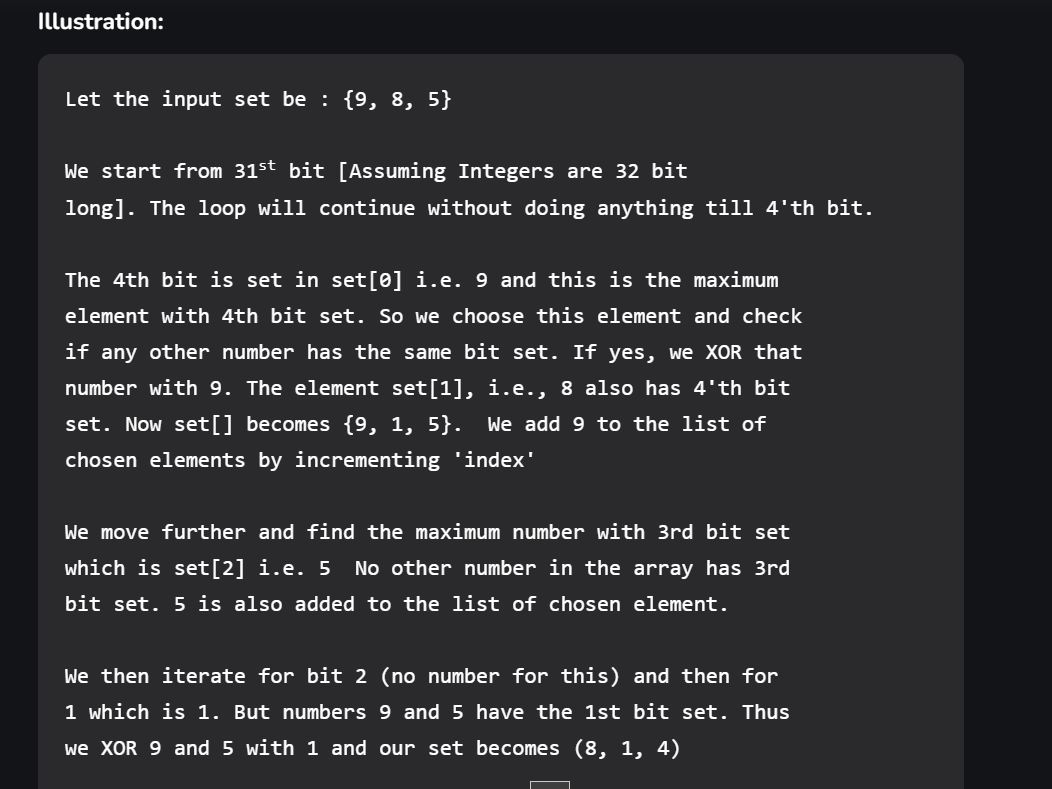 Illustration:
Let the input set be : {9, 8, 5}
We start from 31st bit [Assuming Integers are 32 bit
long]. The loop will continue without doing anything till 4'th bit.
The 4th bit is set in set[0] i.e. 9 and this is the maximum
element with 4th bit set. So we choose this element and check
if any other number has the same bit set. If yes, we XOR that
number with 9. The element set[1], i.e., 8 also has 4'th bit
set. Now set[] becomes {9, 1, 5}.  We add 9 to the list of
chosen elements by incrementing 'index'
We move further and find the maximum number with 3rd bit set
which is set[2] i.e. 5  No other number in the array has 3rd
bit set. 5 is also added to the list of chosen element.
We then iterate for bit 2 (no number for this) and then for
1 which is 1. But numbers 9 and 5 have the 1st bit set. Thus
we XOR 9 and 5 with 1 and our set becomes (8, 1, 4)